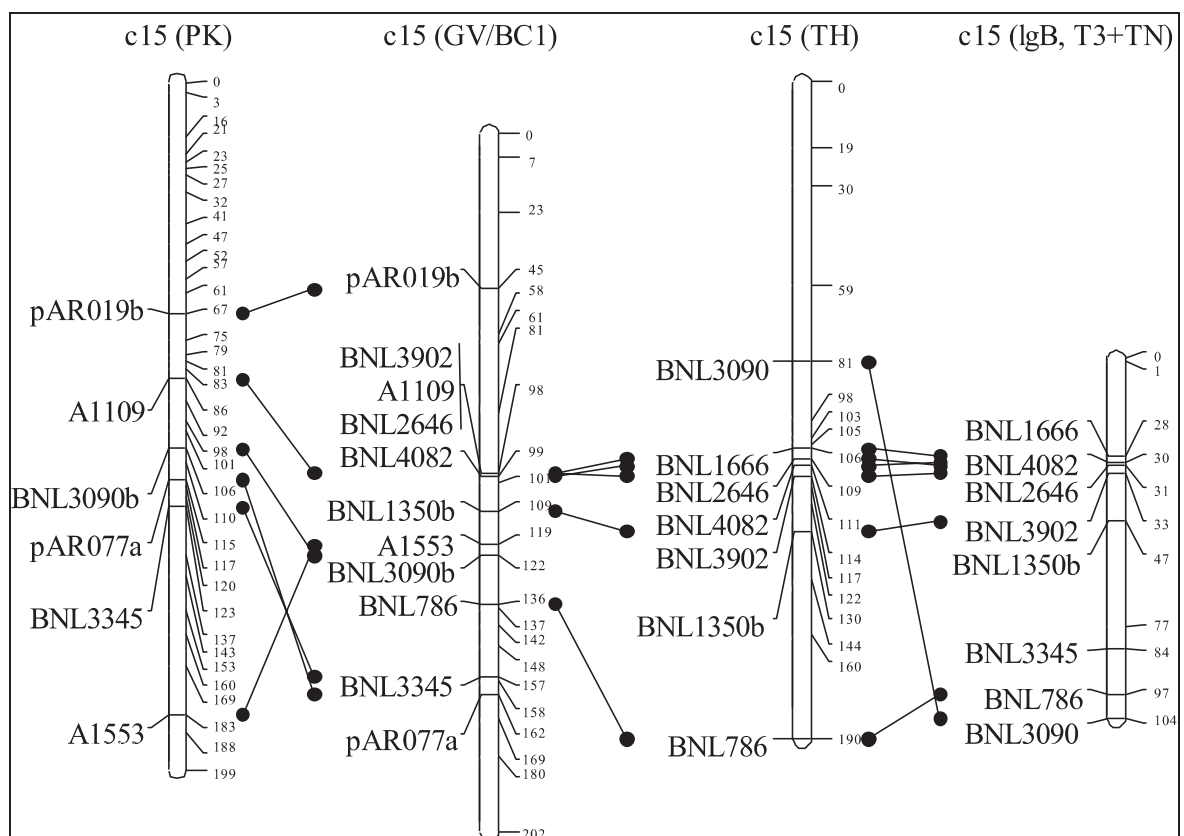 c15 (PK)
c15 (GV/BC1)
c15 (TH)
c15 (lgB, T3+TN)
0
3
16
21
23
25
27
32
41
47
52
57
61
pAR019b
67
75
79
81
83
A1109
86
92
98
101
BNL3090b
106
110
pAR077a
115
117
120
BNL3345
123
137
143
153
160
169
A1553
183
188
199
0
7
23
pAR019b
45
58
61
81
BNL3902
A1109
98
BNL2646
BNL4082
99
101
BNL1350b
109
A1553
119
BNL3090b
122
BNL786
136
137
142
148
BNL3345
157
158
pAR077a
162
169
180
202
0
19
30
59
BNL3090
81
98
103
105
BNL1666
106
BNL2646
109
BNL4082
111
BNL3902
114
117
122
BNL1350b
130
144
160
BNL786
190
0
1
BNL1666
28
BNL4082
30
BNL2646
31
BNL3902
33
BNL1350b
47
77
BNL3345
84
BNL786
97
BNL3090
104